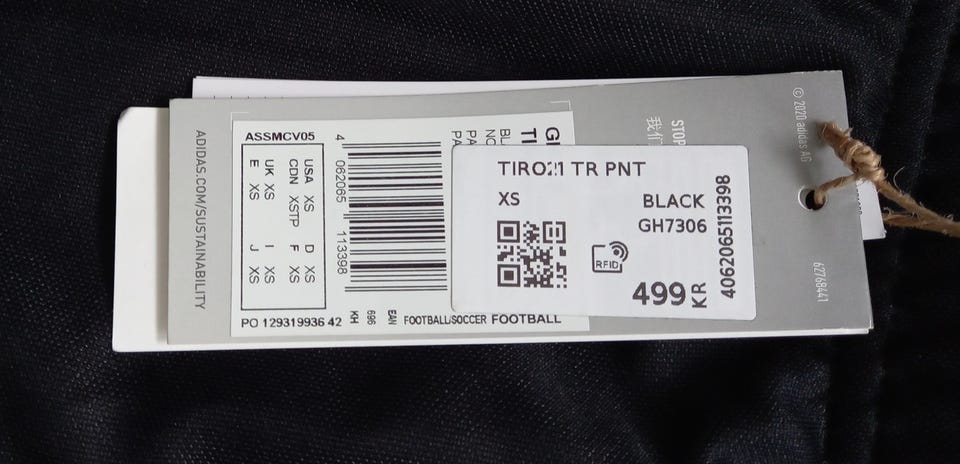 ADIDAS.COM/SUSTAINABILITY
ASSMCV05
USA XS D XS
CDN XSTP F XS
UK XS I XS
E XS J XS
PO 129319936 42
4 062065 113398
KH
696
EAN
FOOTBALL/SOCCER FOOTBALL
TIRO21 TR PNT
XS BLACK
GH7306
RFID
499 KR
4062065113398
STOP
我们
© 2020 adidas AG
62768441